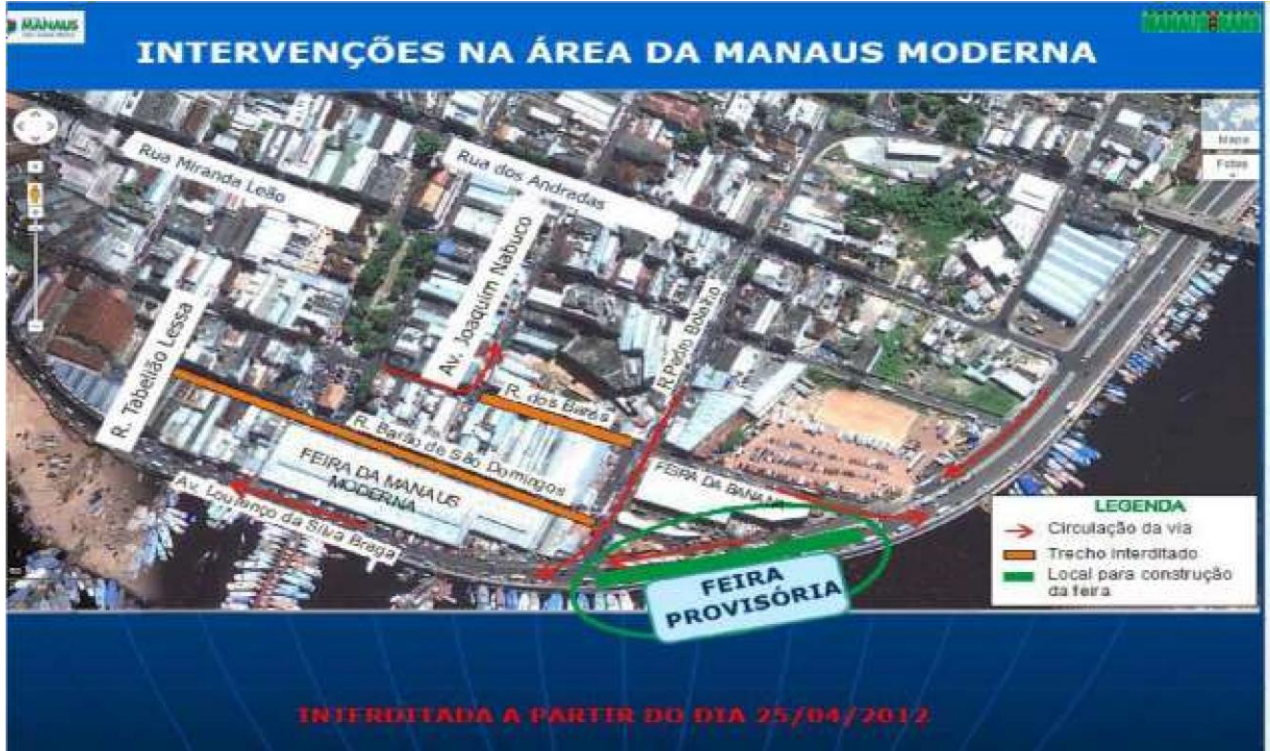 MANAUS
INTERVENÇÕES NA ÁREA DA MANAUS MODERNA
Mapa
Fotos
Rua Miranda Leão
Rua dos Andradas
Av. Joaquim Nabuco
R. Tabelião Lessa
R. dos Barés
R. Barão de São Domingos
FEIRA DA MANAUS
MODERNA
FEIRA DA BANANA
Av. Lourenço da Silva Braga
FEIRA
PROVISÓRIA
LEGENDA
Circulação da via
Trecho interditado
Local para construção
da feira
INTERDITADA A PARTIR DO DIA 25/04/2012